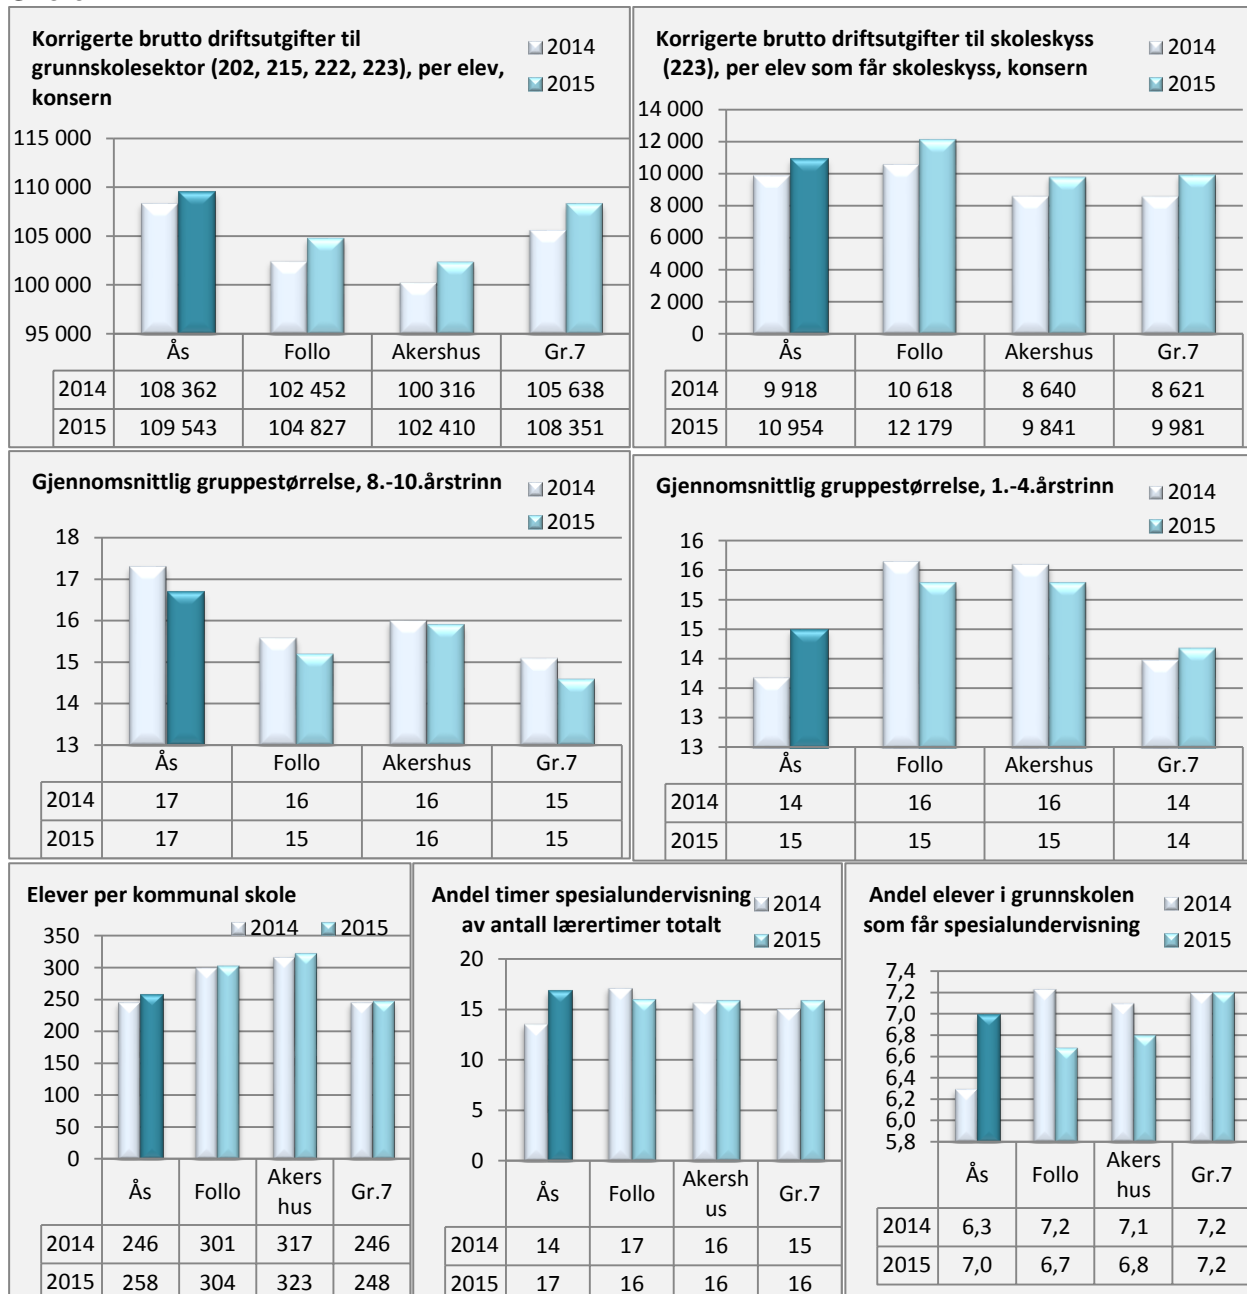 Korrigerte brutto driftsutgifter til
grunnskolesektor (202, 215, 222, 223), per elev,
konsern
2014
2015
115 000
110 000
105 000
100 000
95 000
Ås Follo Akershus Gr.7
2014 108 362 102 452 100 316 105 638
2015 109 543 104 827 102 410 108 351
Korrigerte brutto driftsutgifter til skoleskyss
(223), per elev som får skoleskyss, konsern
2014
2015
14 000
12 000
10 000
8 000
6 000
4 000
2 000
0
Ås Follo Akershus Gr.7
2014 9 918 10 618 8 640 8 621
2015 10 954 12 179 9 841 9 981
Gjennomsnittlig gruppestørrelse, 8.-10.årstrinn
2014
2015
18
17
16
15
14
13
Ås Follo Akershus Gr.7
2014 17 16 16 15
2015 17 15 16 15
Gjennomsnittlig gruppestørrelse, 1.-4.årstrinn
2014
2015
16
16
15
15
14
14
13
13
Ås Follo Akershus Gr.7
2014 14 16 16 14
2015 15 15 15 14
Elever per kommunal skole
2014 2015
350
300
250
200
150
100
50
0
Ås Follo Akers
hus Gr.7
2014 246 301 317 246
2015 258 304 323 248
Andel timer spesialundervisning
av antall lærertimer totalt
2014
2015
20
15
10
5
0
Ås Follo Akersh
us Gr.7
2014 14 17 16 15
2015 17 16 16 16
Andel elever i grunnskolen
som får spesialundervisning
2014
2015
7,4
7,2
7,0
6,8
6,6
6,4
6,2
6,0
5,8
Ås Follo Akers
hus Gr.7
2014 6,3 7,2 7,1 7,2
2015 7,0 6,7 6,8 7,2